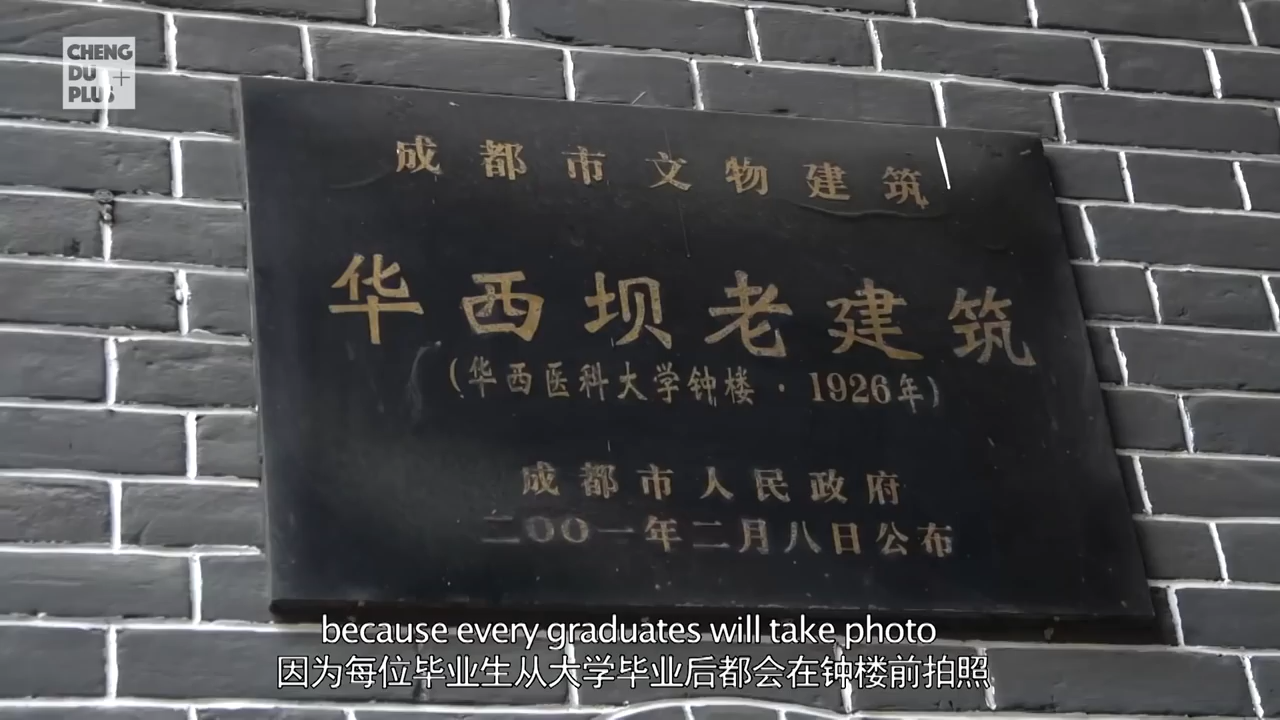 CHENG
DU +
PLUS
成都市文物建筑
华西坝老建筑
(华西医科大学钟楼·1926年)
成都市人民政府
二〇〇一年二月八日公布
because every graduates will take photo
因为每位毕业生从大学毕业后都会在钟楼前拍照